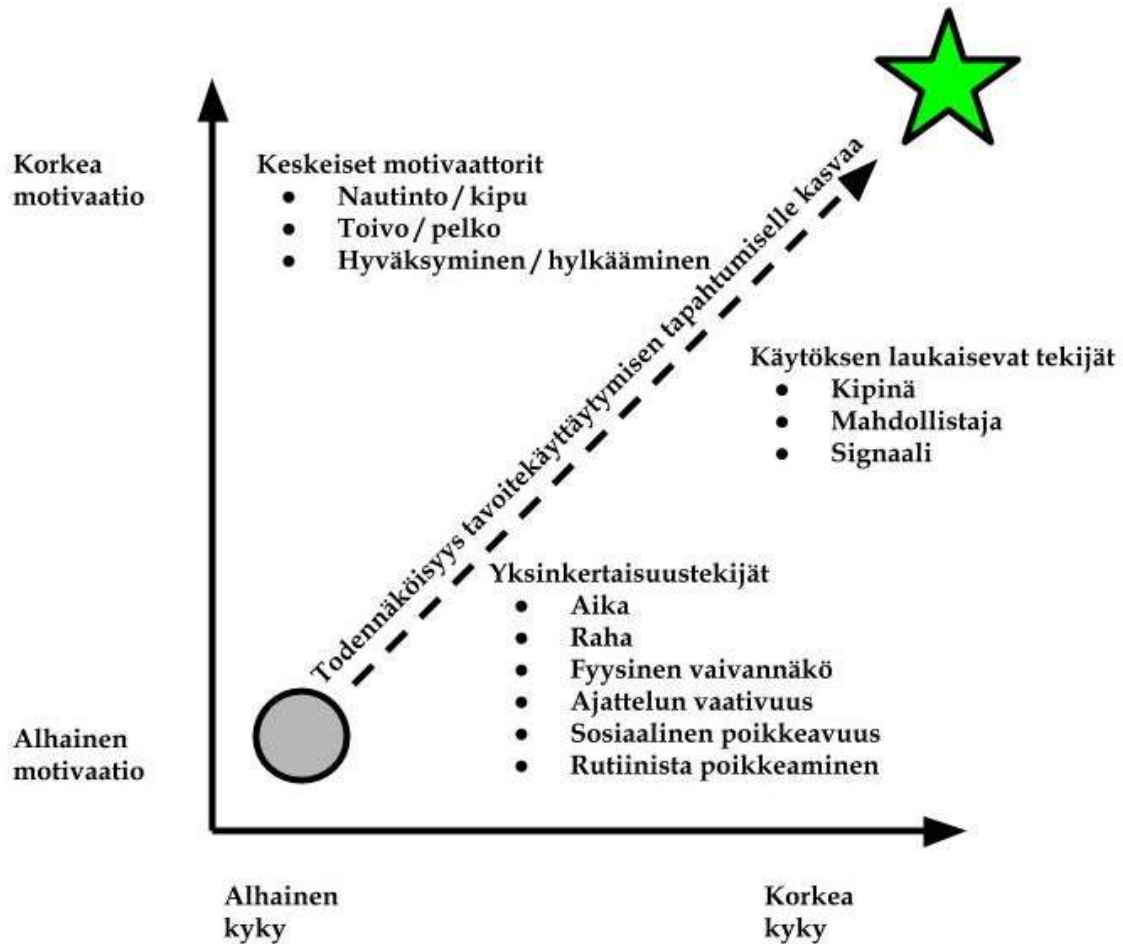 Korkea
motivaatio
Keskeiset motivaattorit
● Nautinto / kipu
● Toivo / pelko
● Hyväksyminen / hylkääminen
Todennäköisyys tavoitekäyttäytymisen tapahtumiselle kasvaa
Käytöksen laukaisevat tekijät
● Kipinä
● Mahdollistaja
● Signaali
Yksinkertaisuustekijät
● Aika
● Raha
● Fyysinen vaivannäkö
● Ajattelun vaativuus
● Sosiaalinen poikkeavuus
● Rutiinista poikkeaminen
Alhainen
motivaatio
Alhainen
kyky
Korkea
kyky